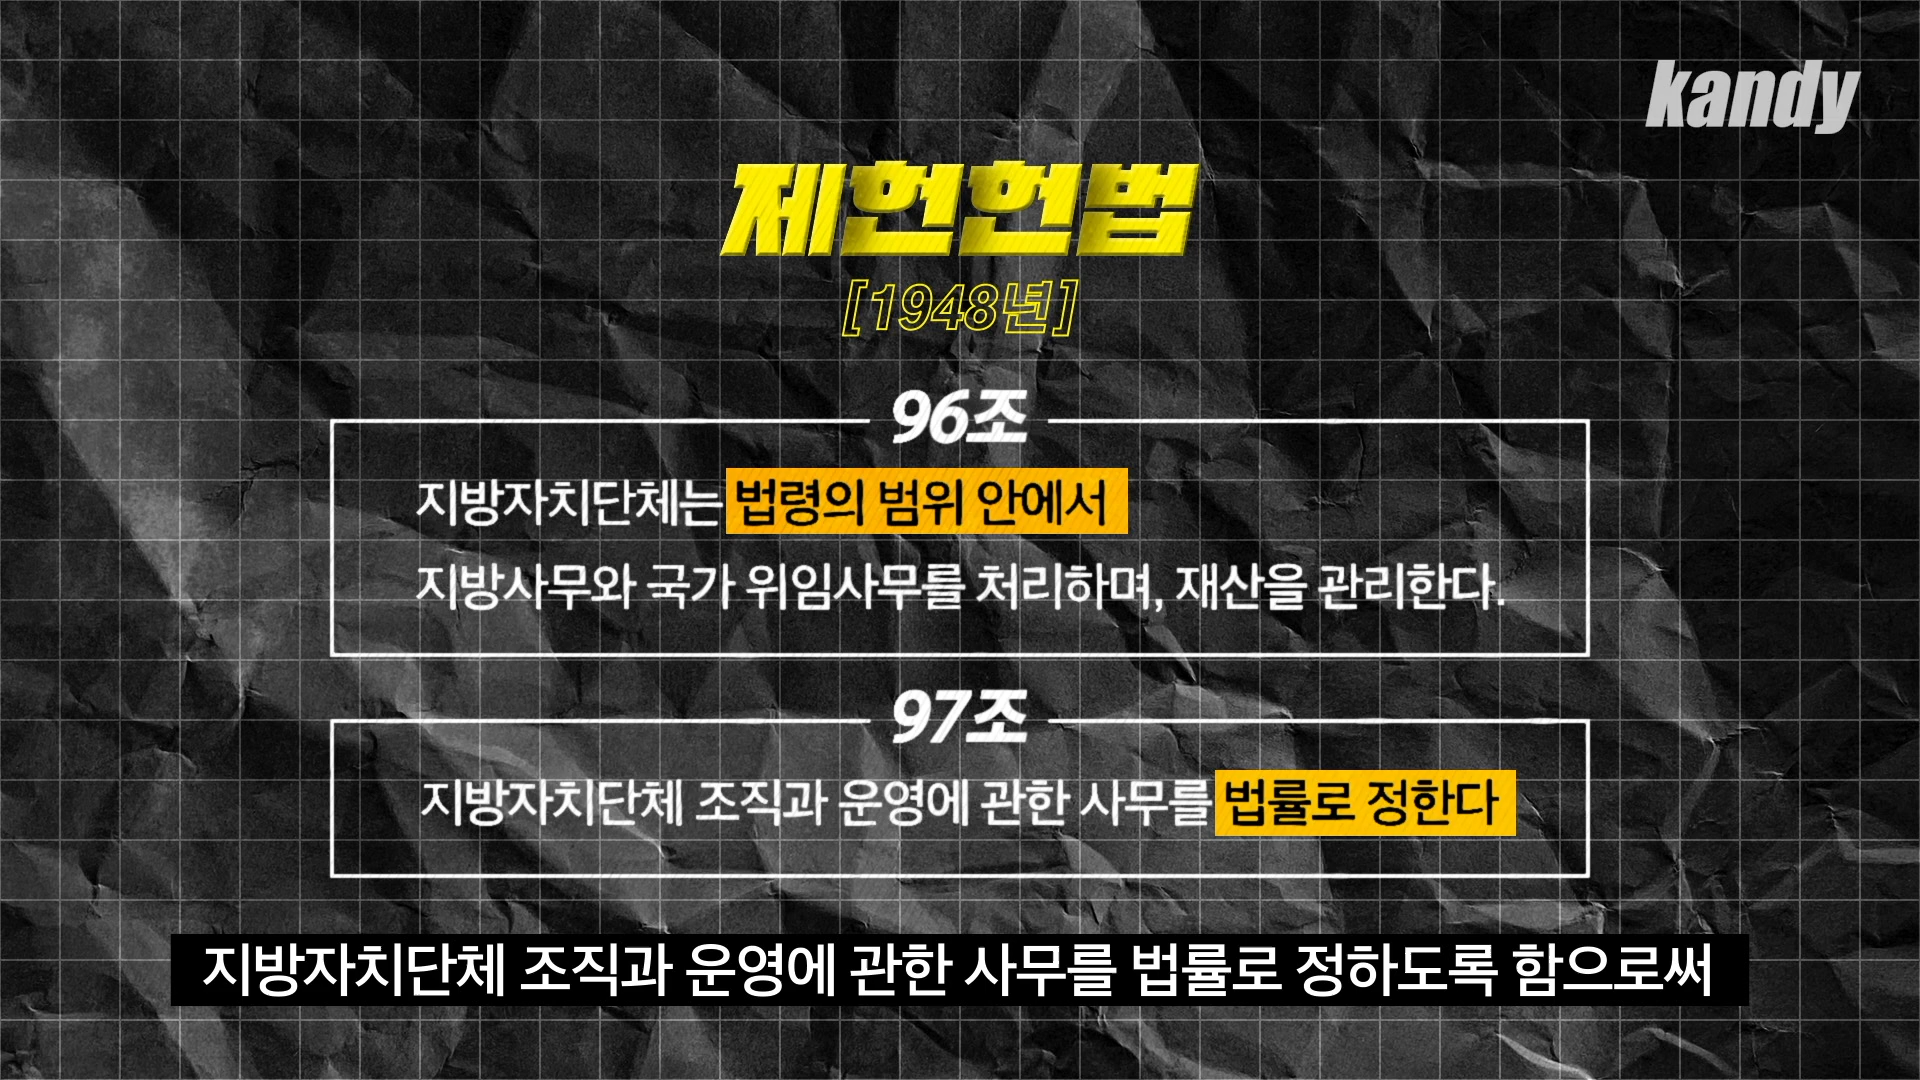 kandy
제헌헌법
[1948년]
96조
지방자치단체는 법령의 범위 안에서
지방사무와 국가 위임사무를 처리하며, 재산을 관리한다.
97조
지방자치단체 조직과 운영에 관한 사무를 법률로 정한다
지방자치단체 조직과 운영에 관한 사무를 법률로 정하도록 함으로써